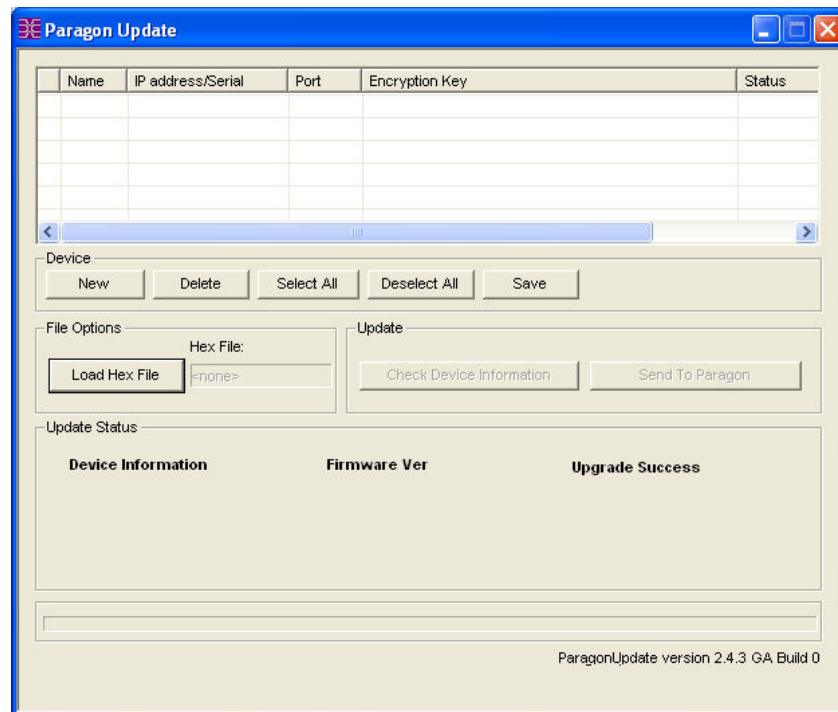 Paragon Update
Name IP address/Serial Port Encryption Key Status
Device
New Delete Select All Deselect All Save
File Options Update
Hex File:
Load Hex File <none> Check Device Information Send To Paragon
Update Status
Device Information Firmware Ver Upgrade Success
ParagonUpdate version 2.4.3 GA Build 0